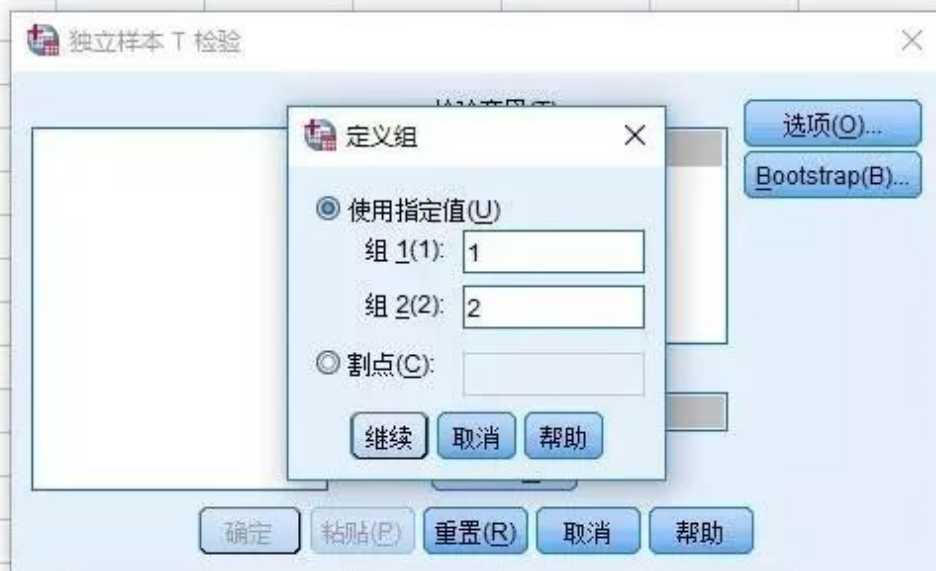 独立样本 T 检验
定义组
选项(O)...
Bootstrap(B)...
使用指定值(U)
组 1(1): 1
组 2(2): 2
割点(C):
继续 取消 帮助
确定 粘贴(P) 重置(R) 取消 帮助